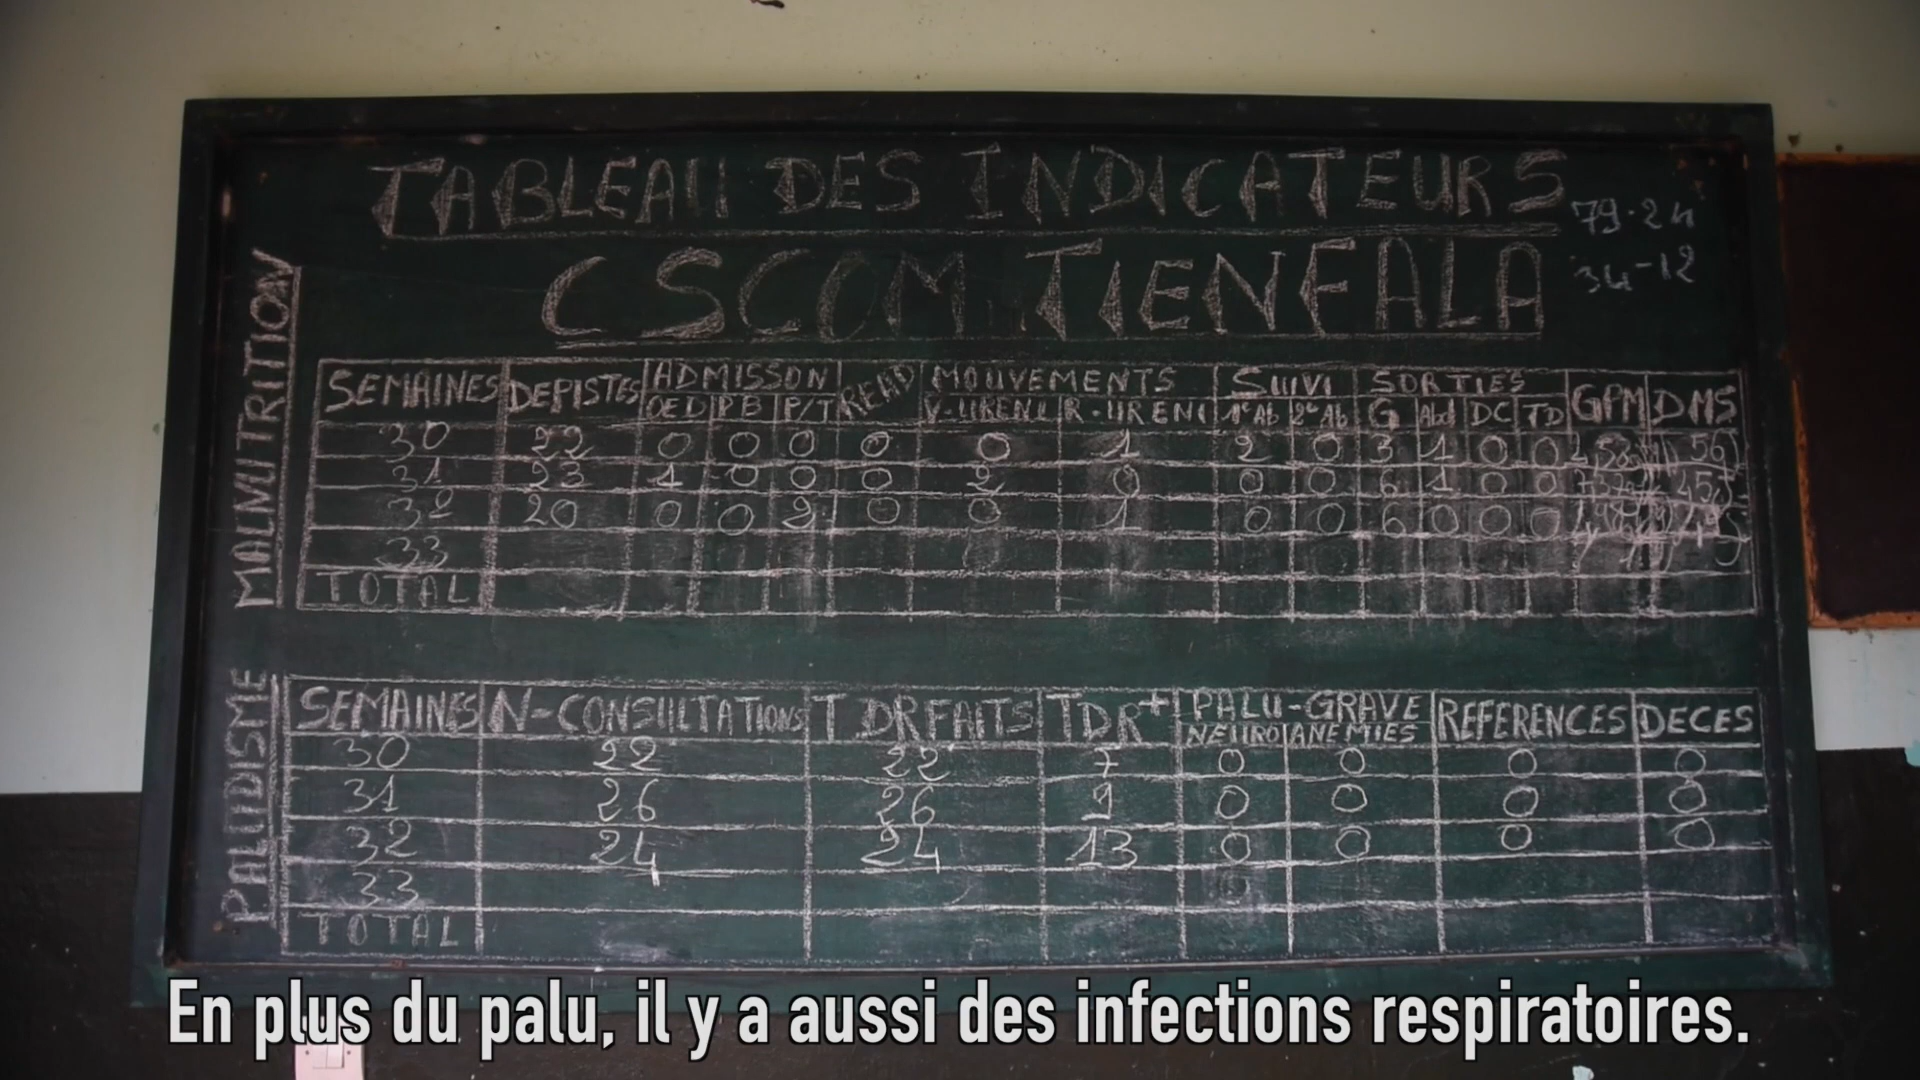 TABLEAU DES INDICATEURS
79.24
CSCOM TIENFALA
34-12
MALNUTRITION
SEMAINES DEPISTES ADMISSON READ MOUVEMENTS SUIVI SORTIES GPM DMS
OED PB P/T V-URENI R-URENI 1e Ab 2e Ab G Abd DC TD
30 22 0 0 0 0 0 1 2 0 3 1 0 0
31 23 1 0 0 0 2 0 0 0 6 1 0 0
32 20 0 0 2 0 0 1 0 0 6 0 0 0
33
TOTAL
PALUDISME
SEMAINES N-CONSULTATIONS TDR FAITS TDR+ PALU-GRAVE REFERENCES DECES
NEURO ANEMIES
30 22 22 7 0 0 0 0
31 26 26 0 0 0 0
32 24 24 13 0 0 0 0
33
TOTAL
En plus du palu, il y a aussi des infections respiratoires.